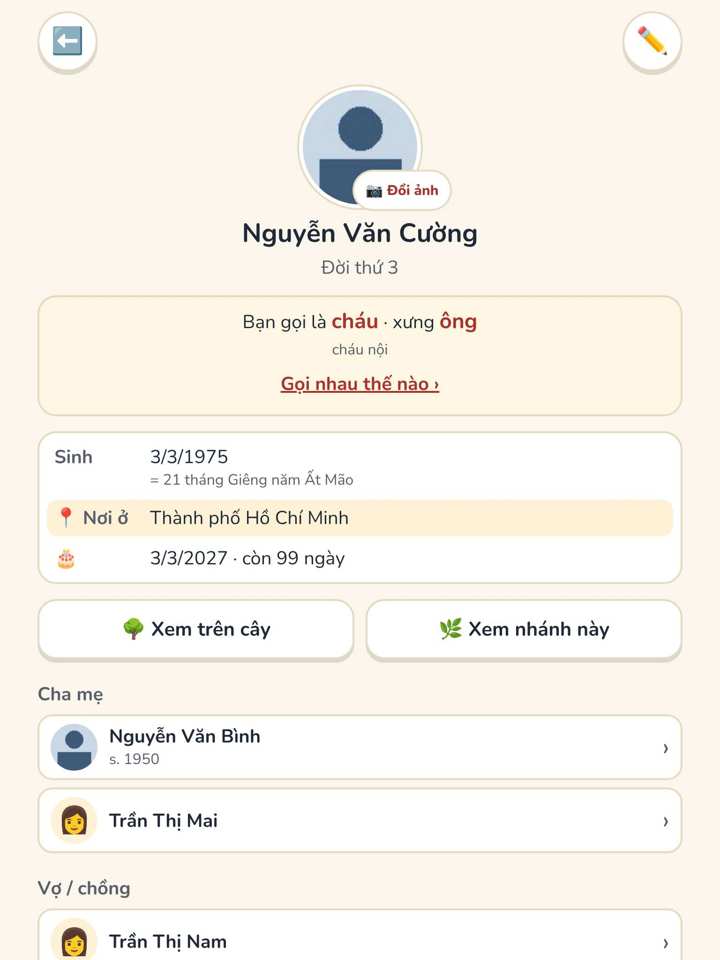 Đổi ảnh
Nguyễn Văn Cường
Đời thứ 3
Bạn gọi là cháu · xưng ông
cháu nội
Gọi nhau thế nào ›
Sinh 3/3/1975
= 21 tháng Giêng năm Ất Mão
Nơi ở Thành phố Hồ Chí Minh
3/3/2027 · còn 99 ngày
Xem trên cây
Xem nhánh này
Cha mẹ
Nguyễn Văn Bình ›
s. 1950
Trần Thị Mai ›
Vợ / chồng
Trần Thị Nam ›